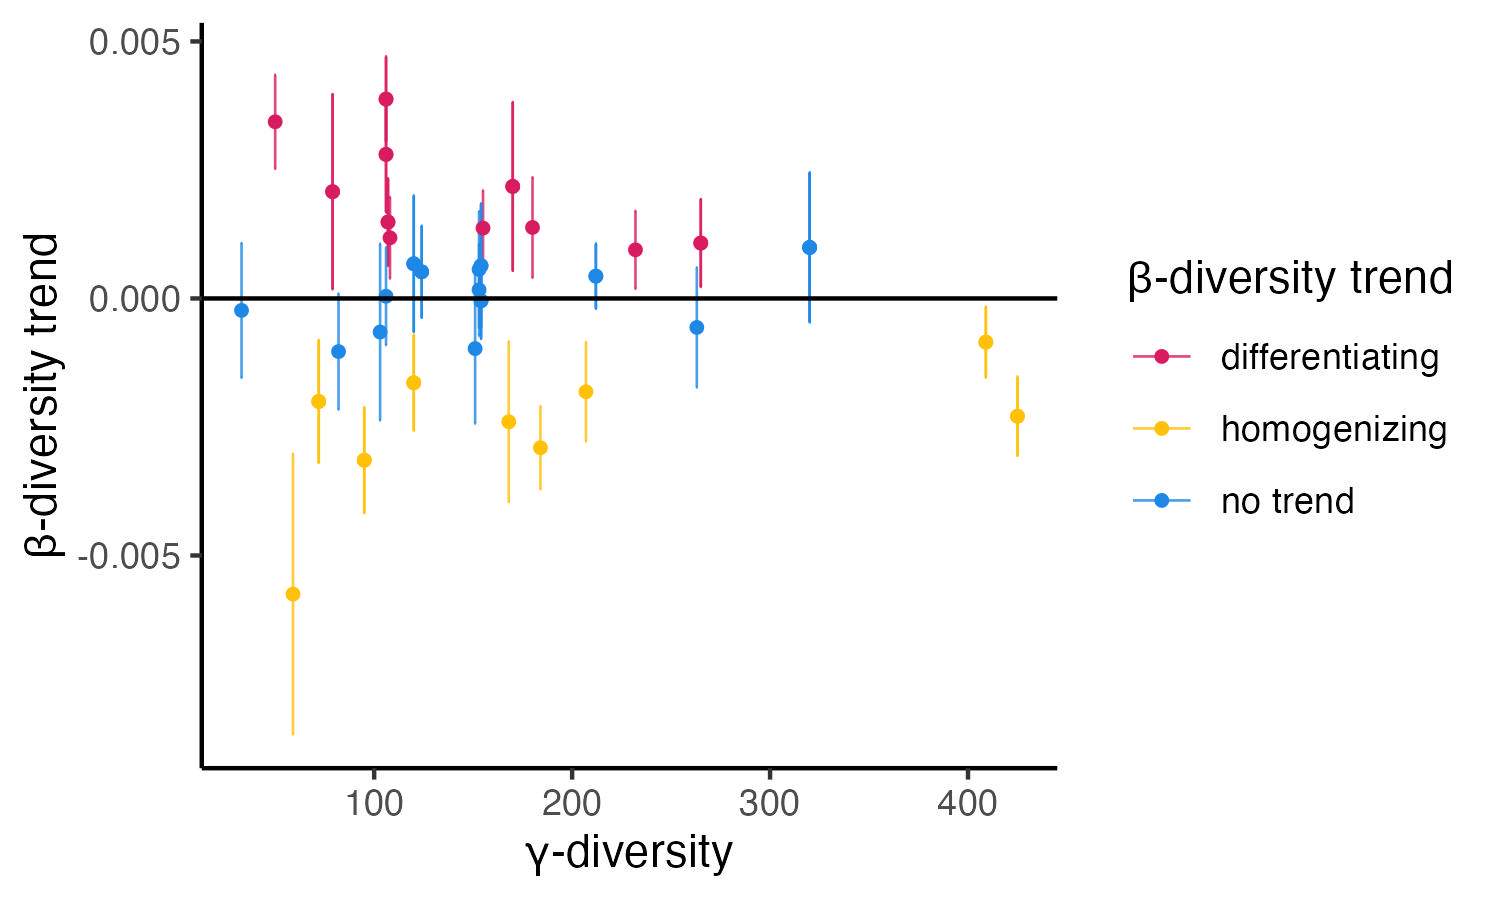 0.005
0.000
-0.005
β-diversity trend
100
200
300
400
γ-diversity
β-diversity trend
differentiating
homogenizing
no trend